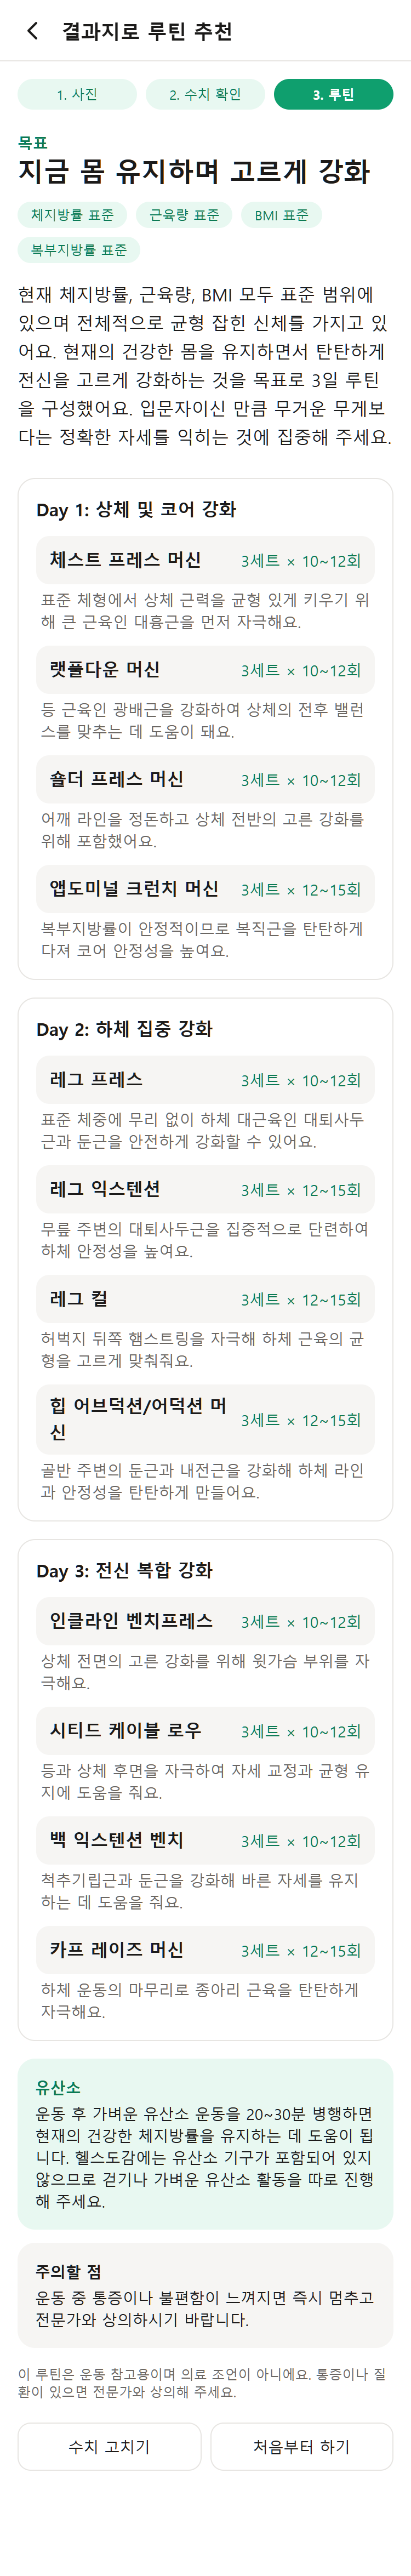 결과지로 루틴 추천
1. 사진
2. 수치 확인
3. 루틴
목표
지금 몸 유지하며 고르게 강화
체지방률 표준
근육량 표준
BMI 표준
복부지방률 표준
현재 체지방률, 근육량, BMI 모두 표준 범위에
있으며 전체적으로 균형 잡힌 신체를 가지고 있
어요. 현재의 건강한 몸을 유지하면서 탄탄하게
전신을 고르게 강화하는 것을 목표로 3일 루틴
을 구성했어요. 입문자이신 만큼 무거운 무게보
다는 정확한 자세를 익히는 것에 집중해 주세요.
Day 1: 상체 및 코어 강화
체스트 프레스 머신 3세트 × 10~12회
표준 체형에서 상체 근력을 균형 있게 키우기 위
해 큰 근육인 대흉근을 먼저 자극해요.
랫풀다운 머신 3세트 × 10~12회
등 근육인 광배근을 강화하여 상체의 전후 밸런
스를 맞추는 데 도움이 돼요.
숄더 프레스 머신 3세트 × 10~12회
어깨 라인을 정돈하고 상체 전반의 고른 강화를
위해 포함했어요.
앱도미널 크런치 머신 3세트 × 12~15회
복부지방률이 안정적이므로 복직근을 탄탄하게
다져 코어 안정성을 높여요.
Day 2: 하체 집중 강화
레그 프레스 3세트 × 10~12회
표준 체중에 무리 없이 하체 대근육인 대퇴사두
근과 둔근을 안전하게 강화할 수 있어요.
레그 익스텐션 3세트 × 12~15회
무릎 주변의 대퇴사두근을 집중적으로 단련하여
하체 안정성을 높여요.
레그 컬 3세트 × 12~15회
허벅지 뒤쪽 햄스트링을 자극해 하체 근육의 균
형을 고르게 맞춰줘요.
힙 어브덕션/어덕션 머
신
3세트 × 12~15회
골반 주변의 둔근과 내전근을 강화해 하체 라인
과 안정성을 탄탄하게 만들어요.
Day 3: 전신 복합 강화
인클라인 벤치프레스 3세트 × 10~12회
상체 전면의 고른 강화를 위해 윗가슴 부위를 자
극해요.
시티드 케이블 로우 3세트 × 10~12회
등과 상체 후면을 자극하여 자세 교정과 균형 유
지에 도움을 줘요.
백 익스텐션 벤치 3세트 × 10~12회
척추기립근과 둔근을 강화해 바른 자세를 유지
하는 데 도움을 줘요.
카프 레이즈 머신 3세트 × 12~15회
하체 운동의 마무리로 종아리 근육을 탄탄하게
자극해요.
유산소
운동 후 가벼운 유산소 운동을 20~30분 병행하면
현재의 건강한 체지방률을 유지하는 데 도움이 됩
니다. 헬스도감에는 유산소 기구가 포함되어 있지
않으므로 걷기나 가벼운 유산소 활동을 따로 진행
해 주세요.
주의할 점
운동 중 통증이나 불편함이 느껴지면 즉시 멈추고
전문가와 상의하시기 바랍니다.
이 루틴은 운동 참고용이며 의료 조언이 아니에요. 통증이나 질
환이 있으면 전문가와 상의해 주세요.
수치 고치기
처음부터 하기